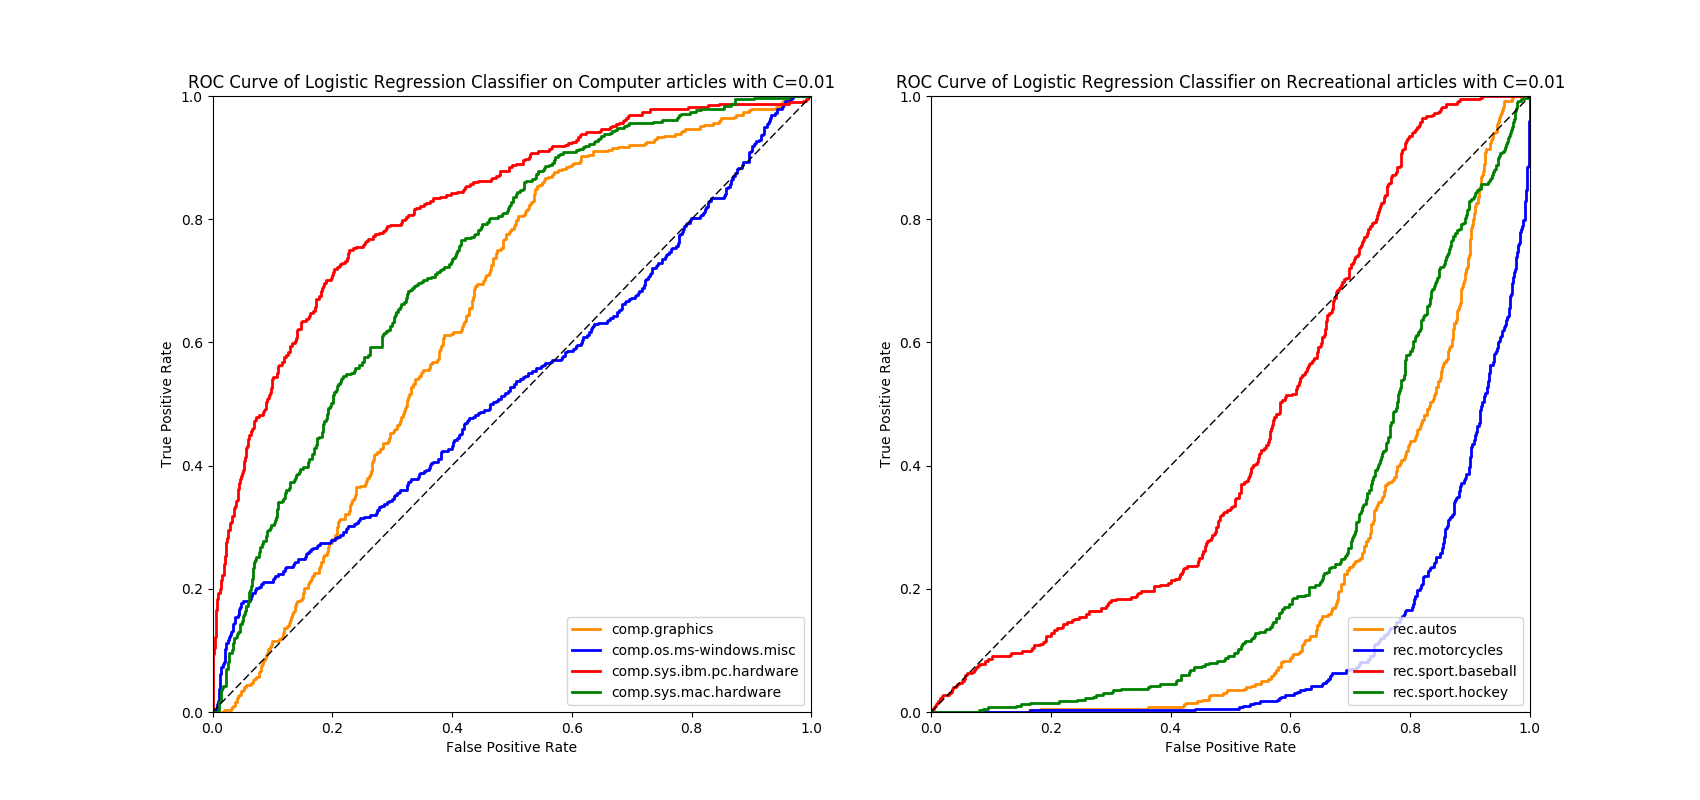 ROC Curve of Logistic Regression Classifier on Computer articles with C=0.01
1.0
0.8
0.6
0.4
0.2
0.0
True Positive Rate
0.0 0.2 0.4 0.6 0.8 1.0
False Positive Rate
comp.graphics
comp.os.ms-windows.misc
comp.sys.ibm.pc.hardware
comp.sys.mac.hardware
ROC Curve of Logistic Regression Classifier on Recreational articles with C=0.01
1.0
0.8
0.6
0.4
0.2
0.0
True Positive Rate
0.0 0.2 0.4 0.6 0.8 1.0
False Positive Rate
rec.autos
rec.motorcycles
rec.sport.baseball
rec.sport.hockey